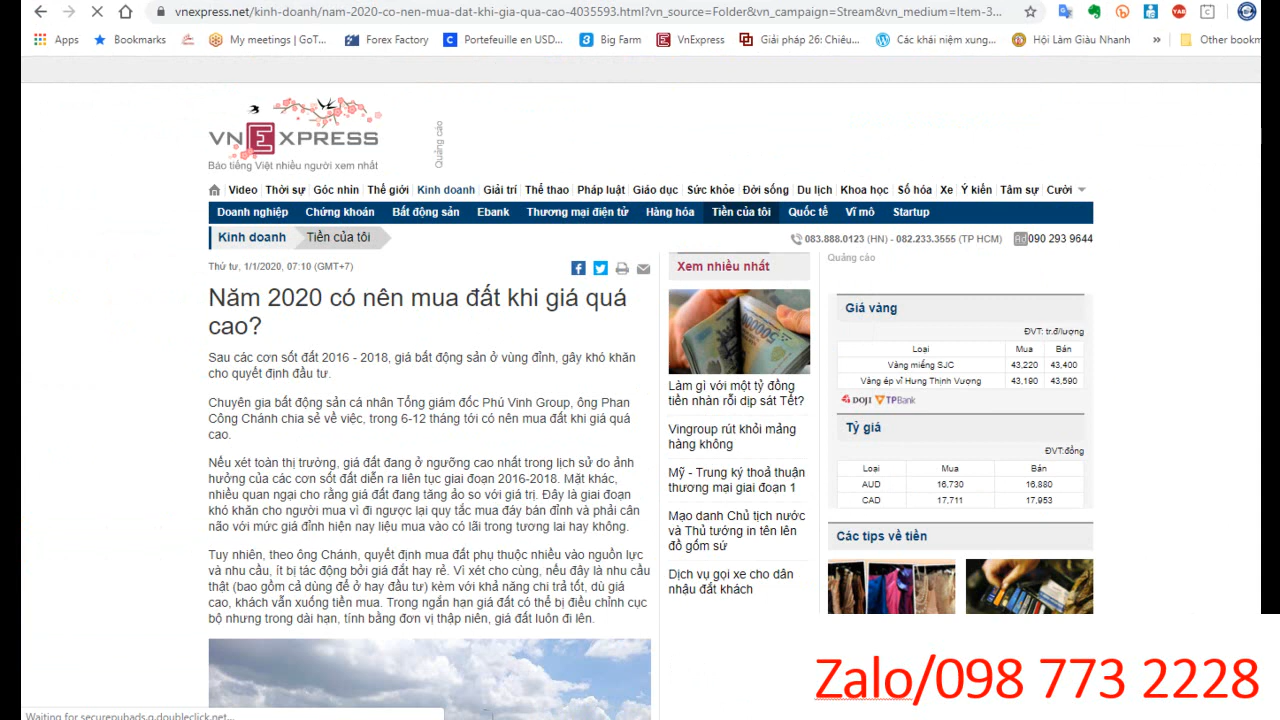 vnexpress.net/kinh-doanh/nam-2020-co-nen-mua-dat-khi-gia-qua-cao-4035593.html?vn_source=Folder&vn_campaign=Stream&vn_medium=Item-3...
Apps Bookmarks My meetings | GoT... Forex Factory Portefeuille en USD... Big Farm VnExpress Giải pháp 26: Chiêu... Các khái niệm xung... Hội Làm Giàu Nhanh » Other bookm
VNEXPRESS
Báo tiếng Việt nhiều người xem nhất
Quảng cáo
Video Thời sự Góc nhìn Thế giới Kinh doanh Giải trí Thể thao Pháp luật Giáo dục Sức khỏe Đời sống Du lịch Khoa học Số hóa Xe Ý kiến Tâm sự Cười
Doanh nghiệp Chứng khoán Bất động sản Ebank Thương mại điện tử Hàng hóa Tiền của tôi Quốc tế Vĩ mô Startup
Kinh doanh Tiền của tôi
083.888.0123 (HN) - 082.233.3555 (TP HCM) Ad 090 293 9644
Thứ tư, 1/1/2020, 07:10 (GMT+7)
Năm 2020 có nên mua đất khi giá quá
cao?
Sau các cơn sốt đất 2016 - 2018, giá bất động sản ở vùng đỉnh, gây khó khăn
cho quyết định đầu tư.
Chuyên gia bất động sản cá nhân Tổng giám đốc Phú Vinh Group, ông Phan
Công Chánh chia sẻ về việc, trong 6-12 tháng tới có nên mua đất khi giá quá
cao.
Nếu xét toàn thị trường, giá đất đang ở ngưỡng cao nhất trong lịch sử do ảnh
hưởng của các cơn sốt đất diễn ra liên tục giai đoạn 2016-2018. Mặt khác,
nhiều quan ngại cho rằng giá đất đang tăng ảo so với giá trị. Đây là giai đoạn
khó khăn cho người mua vì đi ngược lại quy tắc mua đáy bán đỉnh và phải cân
não với mức giá đỉnh hiện nay liệu mua vào có lãi trong tương lai hay không.
Tuy nhiên, theo ông Chánh, quyết định mua đất phụ thuộc nhiều vào nguồn lực
và nhu cầu, ít bị tác động bởi giá đắt hay rẻ. Vì xét cho cùng, nếu đây là nhu cầu
thật (bao gồm cả dùng để ở hay đầu tư) kèm với khả năng chi trả tốt, dù giá
cao, khách vẫn xuống tiền mua. Trong ngắn hạn giá đất có thể bị điều chỉnh cục
bộ nhưng trong dài hạn, tính bằng đơn vị thập niên, giá đất luôn đi lên.
Xem nhiều nhất
Làm gì với một tỷ đồng
tiền nhàn rỗi dịp sát Tết?
Vingroup rút khỏi mảng
hàng không
Mỹ - Trung ký thoả thuận
thương mại giai đoạn 1
Mạo danh Chủ tịch nước
và Thủ tướng in tên lên
đồ gốm sứ
Dịch vụ gọi xe cho dân
nhậu đắt khách
Quảng cáo
Giá vàng
ĐVT: tr.đ/lượng
Loại Mua Bán
Vàng miếng SJC 43,220 43,400
Vàng ép vỉ Hưng Thịnh Vượng 43,190 43,590
DOJI TPBank
Tỷ giá
ĐVT:đồng
Loại Mua Bán
AUD 16,730 16,880
CAD 17,711 17,953
Các tips về tiền
Zalo/098 773 2228
Waiting for securepubads.g.doubleclick.net...